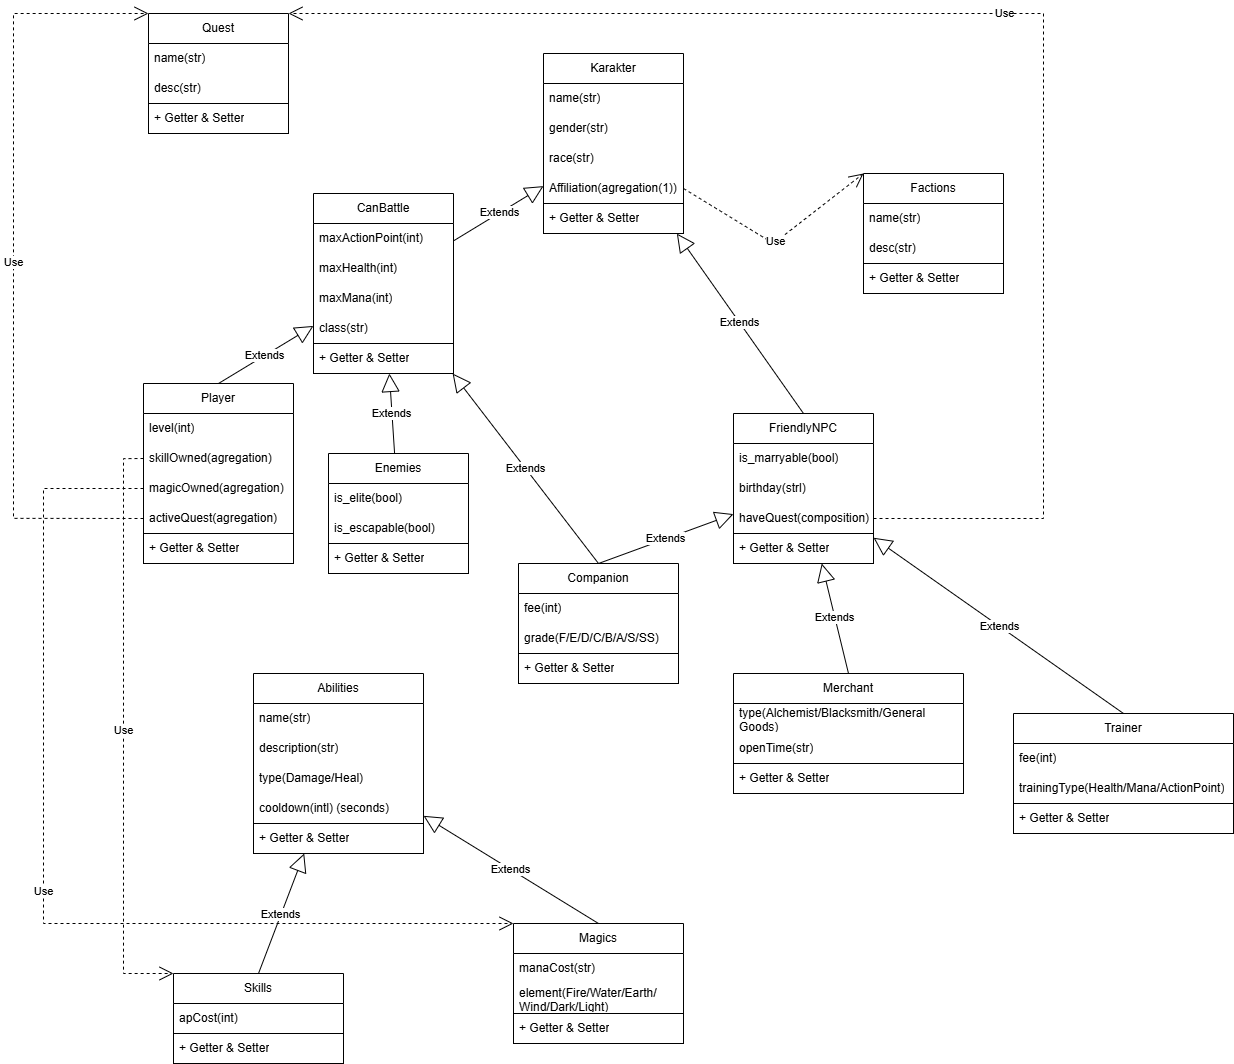 Use
Quest
name(str)
desc(str)
+ Getter & Setter
Karakter
name(str)
gender(str)
race(str)
Affiliation(agregation(1))
+ Getter & Setter
Factions
name(str)
desc(str)
+ Getter & Setter
Use
CanBattle
maxActionPoint(int)
maxHealth(int)
maxMana(int)
class(str)
+ Getter & Setter
Extends
Use
Extends
Extends
Player
level(int)
skillOwned(agregation)
magicOwned(agregation)
activeQuest(agregation)
+ Getter & Setter
Extends
Enemies
is_elite(bool)
is_escapable(bool)
+ Getter & Setter
Extends
FriendlyNPC
is_marryable(bool)
birthday(strl)
haveQuest(composition)
+ Getter & Setter
Extends
Companion
fee(int)
grade(F/E/D/C/B/A/S/SS)
+ Getter & Setter
Extends
Extends
Merchant
type(Alchemist/Blacksmith/General
Goods)
openTime(str)
+ Getter & Setter
Trainer
fee(int)
trainingType(Health/Mana/ActionPoint)
+ Getter & Setter
Abilities
name(str)
description(str)
type(Damage/Heal)
cooldown(intl) (seconds)
+ Getter & Setter
Use
Extends
Use
Extends
Magics
manaCost(str)
element(Fire/Water/Earth/
Wind/Dark/Light)
+ Getter & Setter
Skills
apCost(int)
+ Getter & Setter